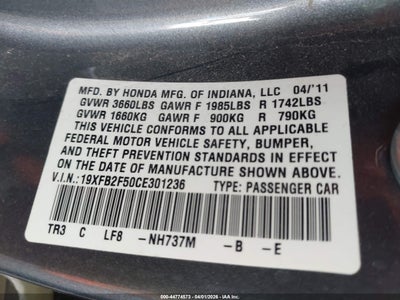 MFD. BY HONDA MFG. OF INDIANA, LLC 04/'11
GVWR 3660LBS GAWR F 1985LBS R 1742LBS
GVWR 1660KG GAWR F 900KG R 790KG
THIS VEHICLE CONFORMS TO ALL APPLICABLE
FEDERAL MOTOR VEHICLE SAFETY, BUMPER,
AND THEFT PREVENTION STANDARDS IN EFFECT
ON THE DATE OF MANUFACTURE SHOWN ABOVE.
V.I.N.: 19XFB2F50CE301236 TYPE: PASSENGER CAR
TR3 C LF8 -NH737M -B -E
000-44774573 - 04/01/2026 - IAAI.COM